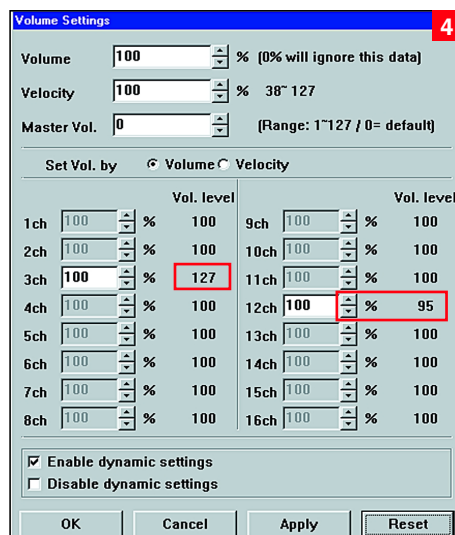 Volume Settings
4
Volume 100 % (0% will ignore this data)
Velocity 100 % 38~ 127
Master Vol. 0 (Range: 1~127 / 0= default)
Set Vol. by Volume Velocity
Vol. level Vol. level
1ch 100 % 100 9ch 100 % 100
2ch 100 % 100 10ch 100 % 100
3ch 100 % 127 11ch 100 % 100
4ch 100 % 100 12ch 100 % 95
5ch 100 % 100 13ch 100 % 100
6ch 100 % 100 14ch 100 % 100
7ch 100 % 100 15ch 100 % 100
8ch 100 % 100 16ch 100 % 100
Enable dynamic settings
Disable dynamic settings
OK Cancel Apply Reset